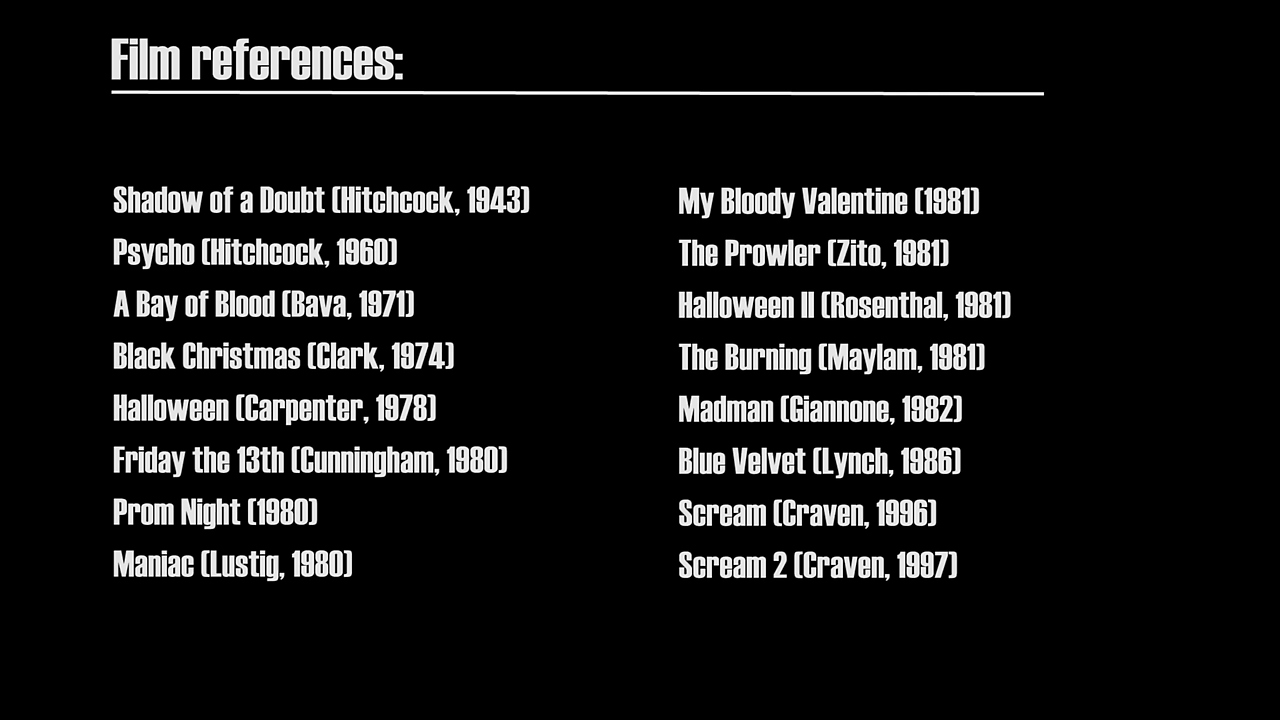 Film references:
Shadow of a Doubt (Hitchcock, 1943)
Psycho (Hitchcock, 1960)
A Bay of Blood (Bava, 1971)
Black Christmas (Clark, 1974)
Halloween (Carpenter, 1978)
Friday the 13th (Cunningham, 1980)
Prom Night (1980)
Maniac (Lustig, 1980)
My Bloody Valentine (1981)
The Prowler (Zito, 1981)
Halloween II (Rosenthal, 1981)
The Burning (Maylam, 1981)
Madman (Giannone, 1982)
Blue Velvet (Lynch, 1986)
Scream (Craven, 1996)
Scream 2 (Craven, 1997)